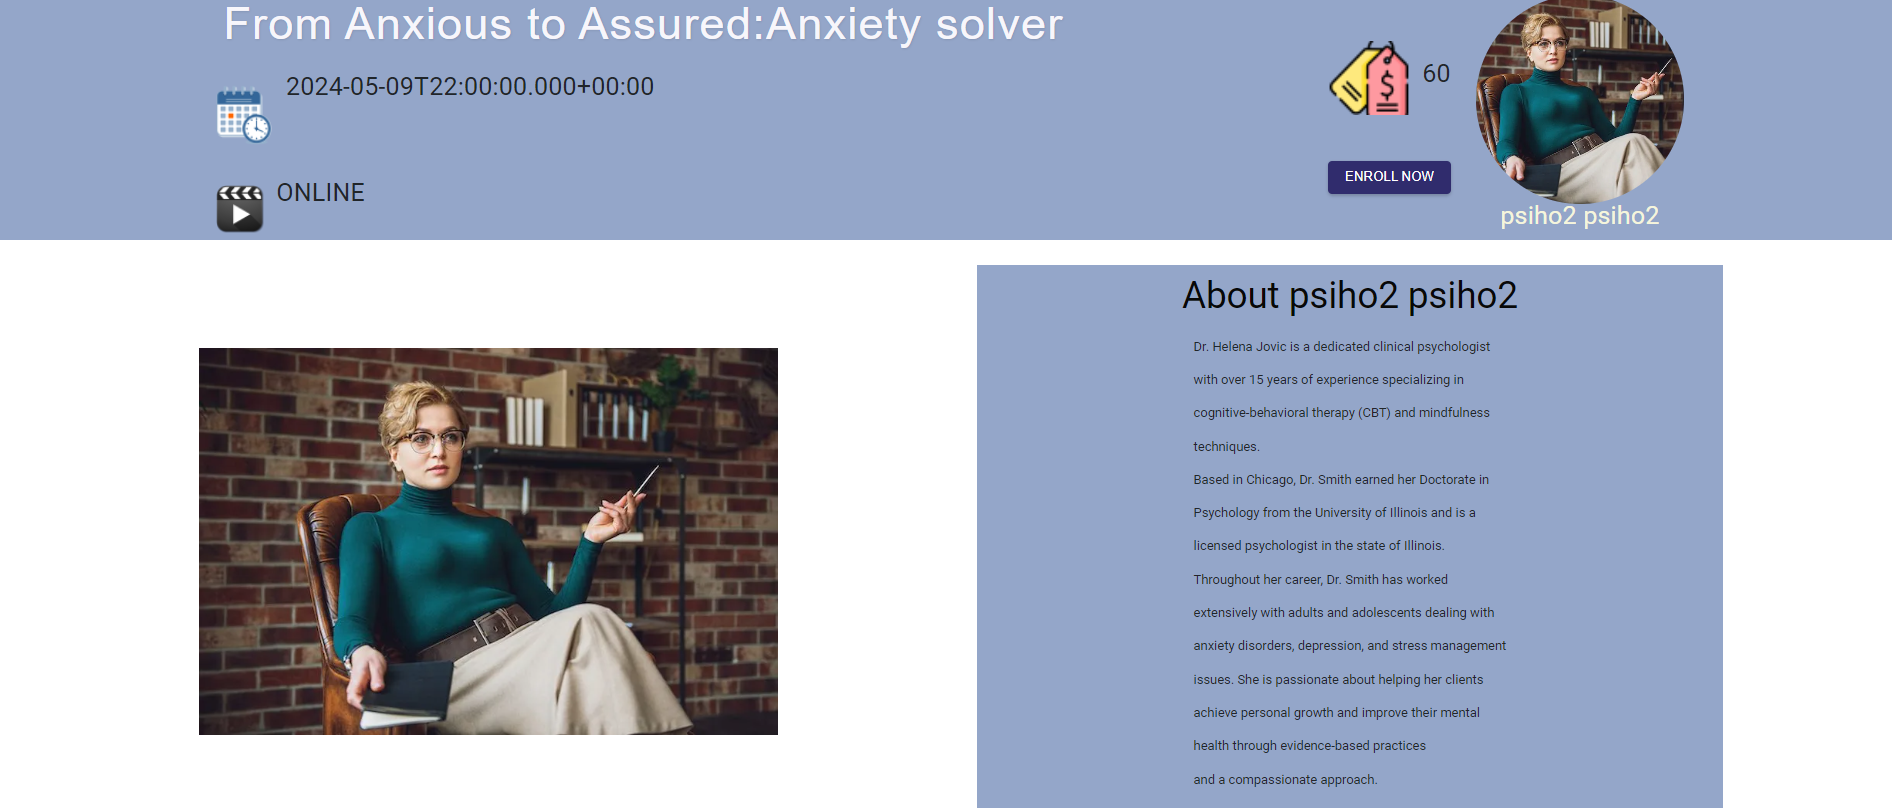 From Anxious to Assured:Anxiety solver
2024-05-09T22:00:00.000+00:00
60
ONLINE
ENROLL NOW
psiho2 psiho2
About psiho2 psiho2
Dr. Helena Jovic is a dedicated clinical psychologist
with over 15 years of experience specializing in
cognitive-behavioral therapy (CBT) and mindfulness
techniques.
Based in Chicago, Dr. Smith earned her Doctorate in
Psychology from the University of Illinois and is a
licensed psychologist in the state of Illinois.
Throughout her career, Dr. Smith has worked
extensively with adults and adolescents dealing with
anxiety disorders, depression, and stress management
issues. She is passionate about helping her clients
achieve personal growth and improve their mental
health through evidence-based practices
and a compassionate approach.